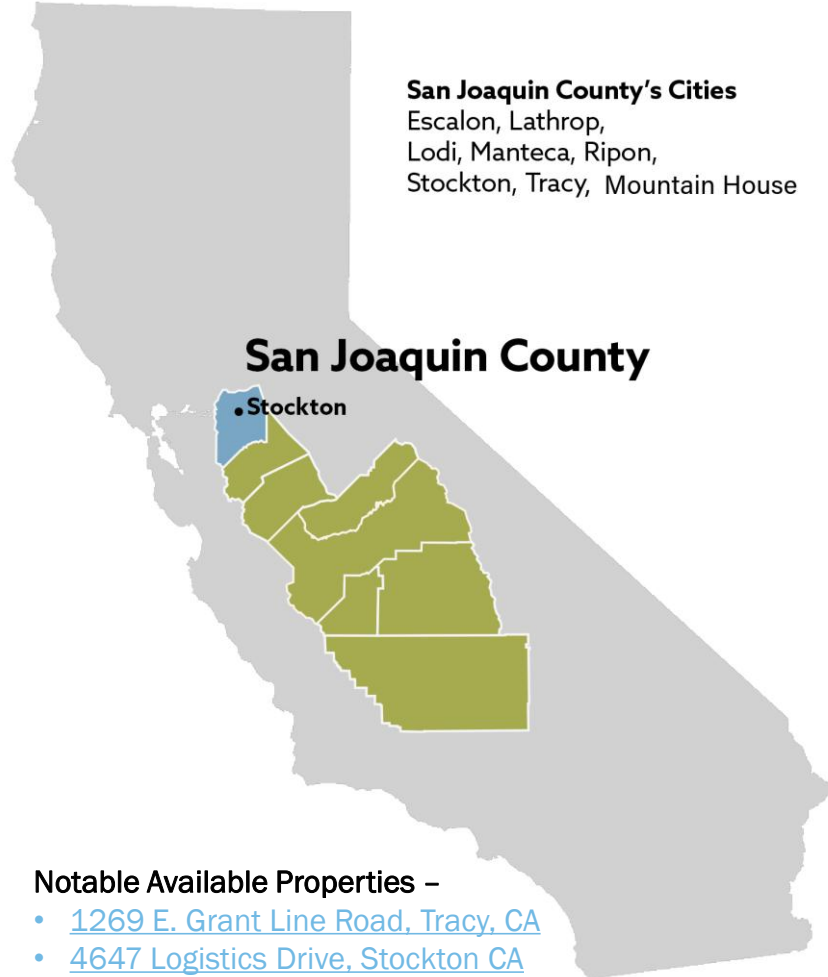 San Joaquin County's Cities
Escalon, Lathrop,
Lodi, Manteca, Ripon,
Stockton, Tracy, Mountain House
San Joaquin County
Stockton
Notable Available Properties –
• 1269 E. Grant Line Road, Tracy, CA
• 4647 Logistics Drive, Stockton CA